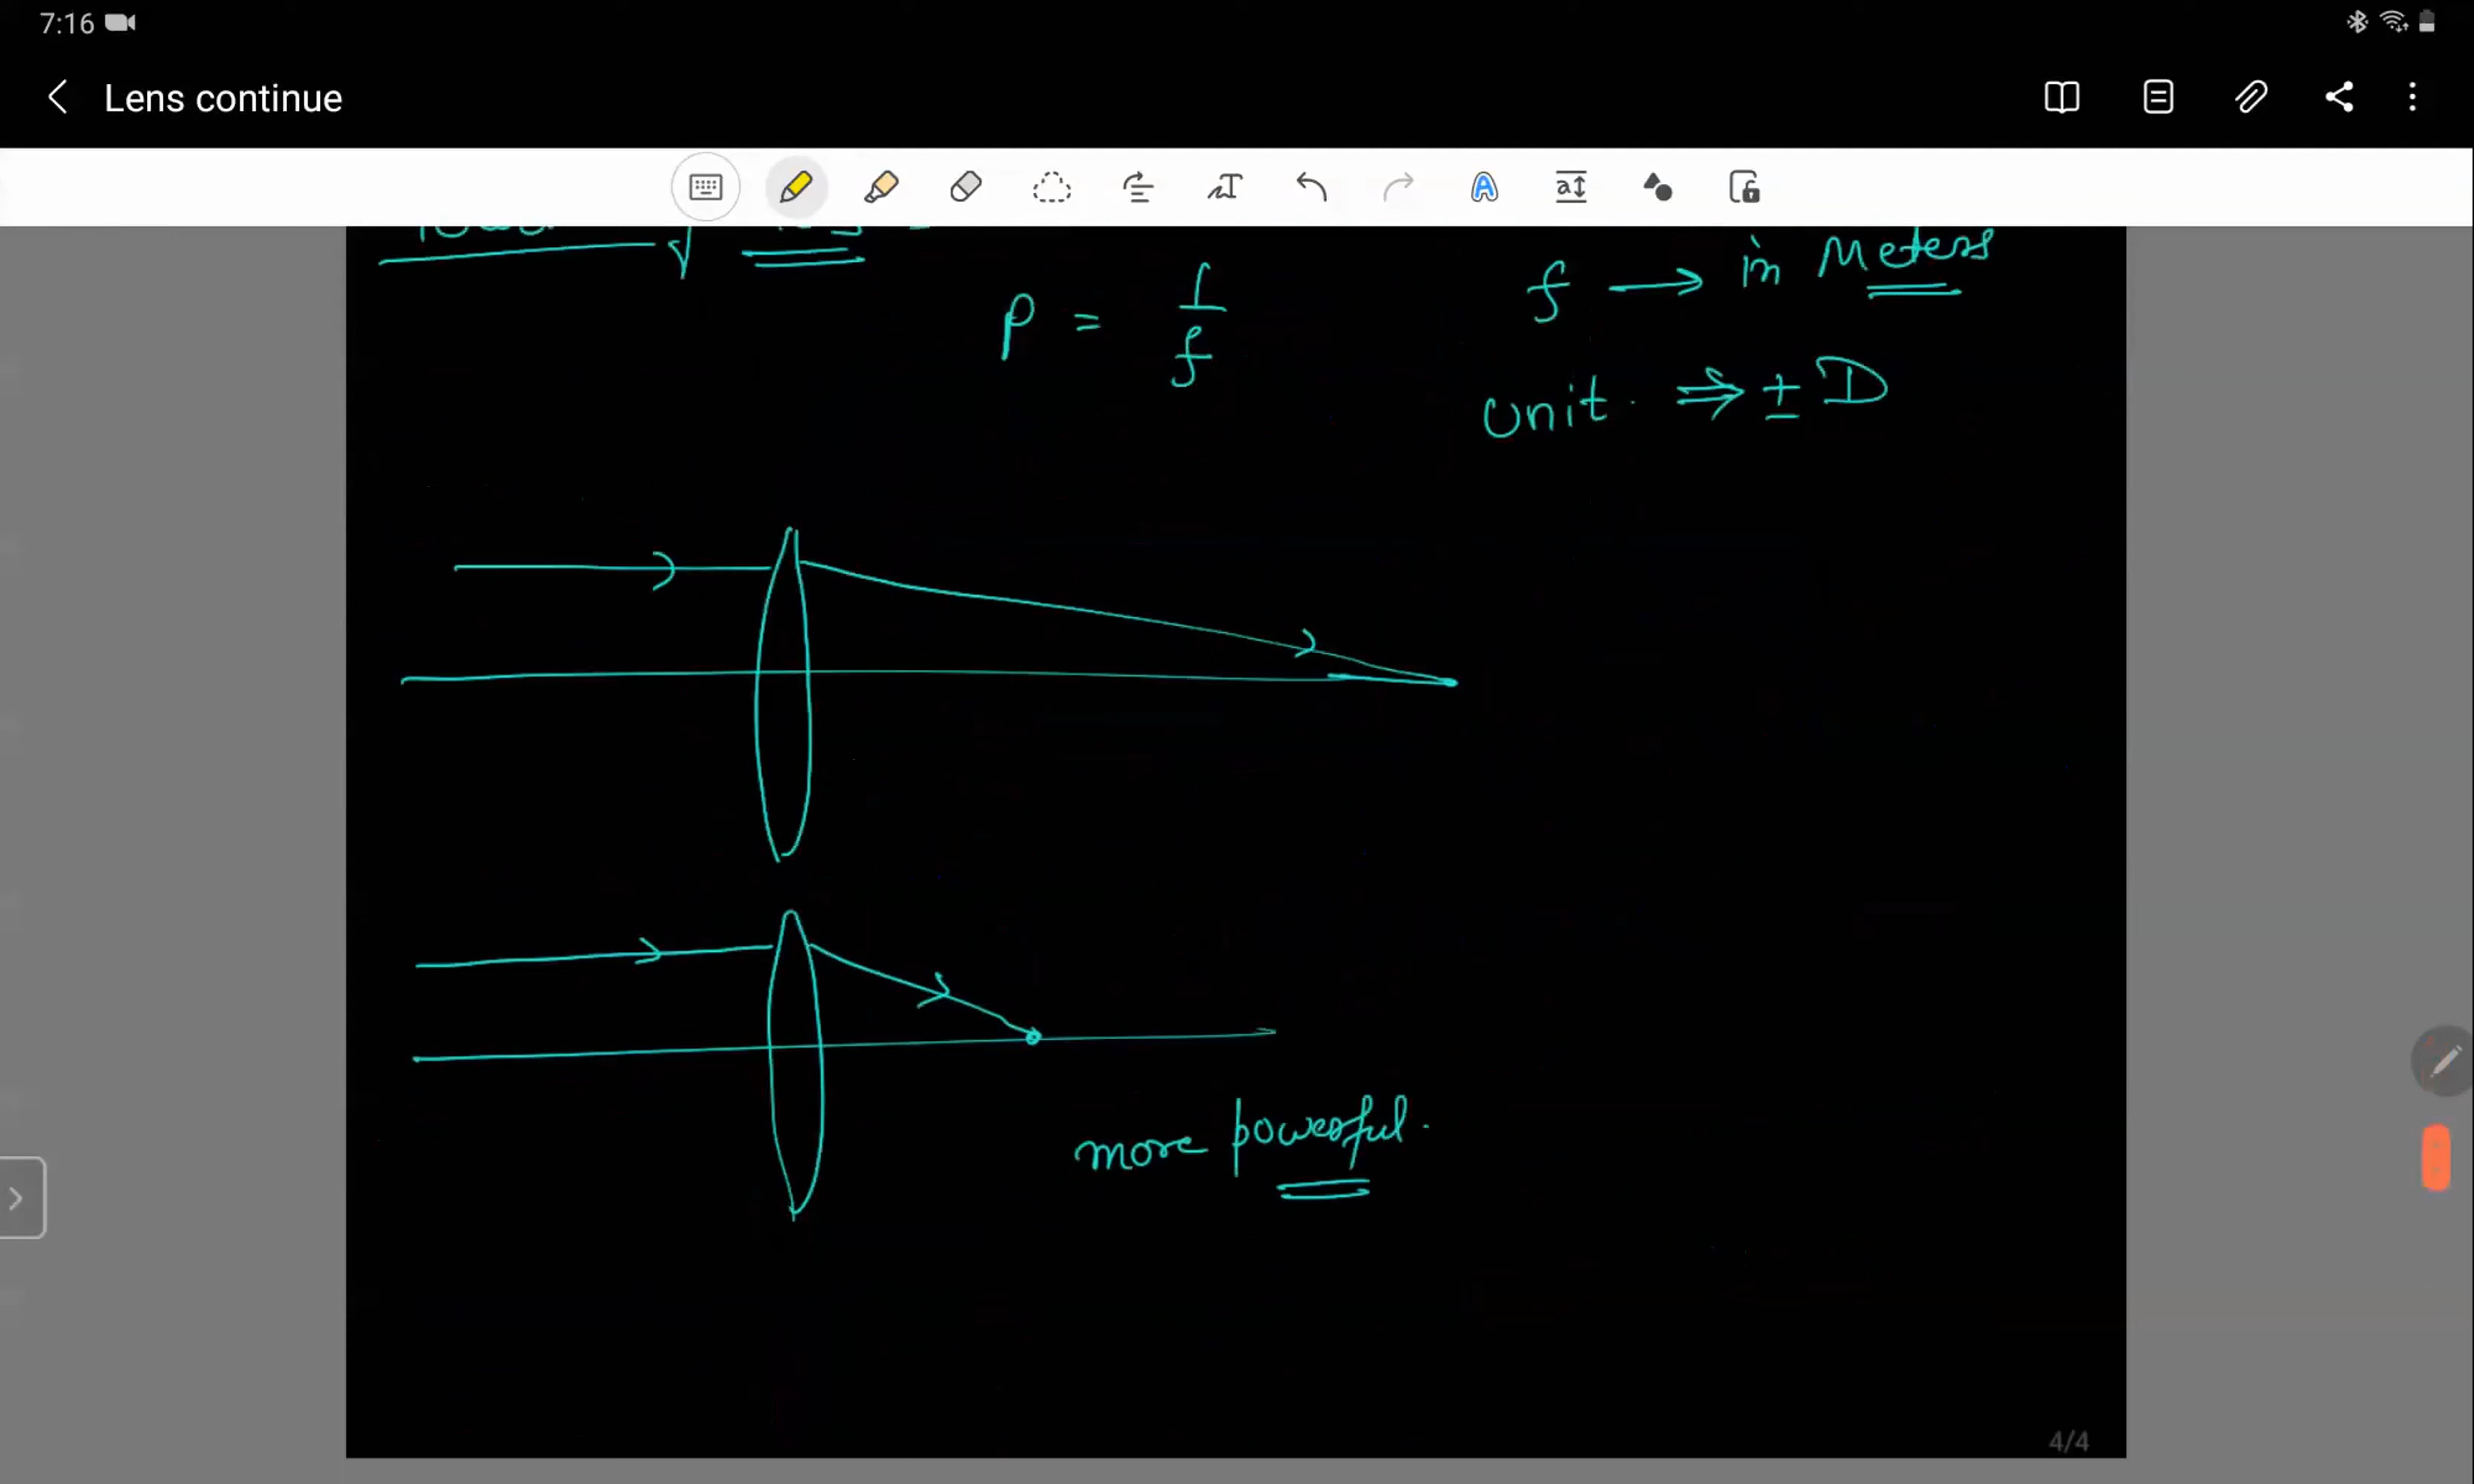 7:16
Lens continue
P = 1/f
f → in Meters
unit. ⇒ ± D
more powerful.
4/4